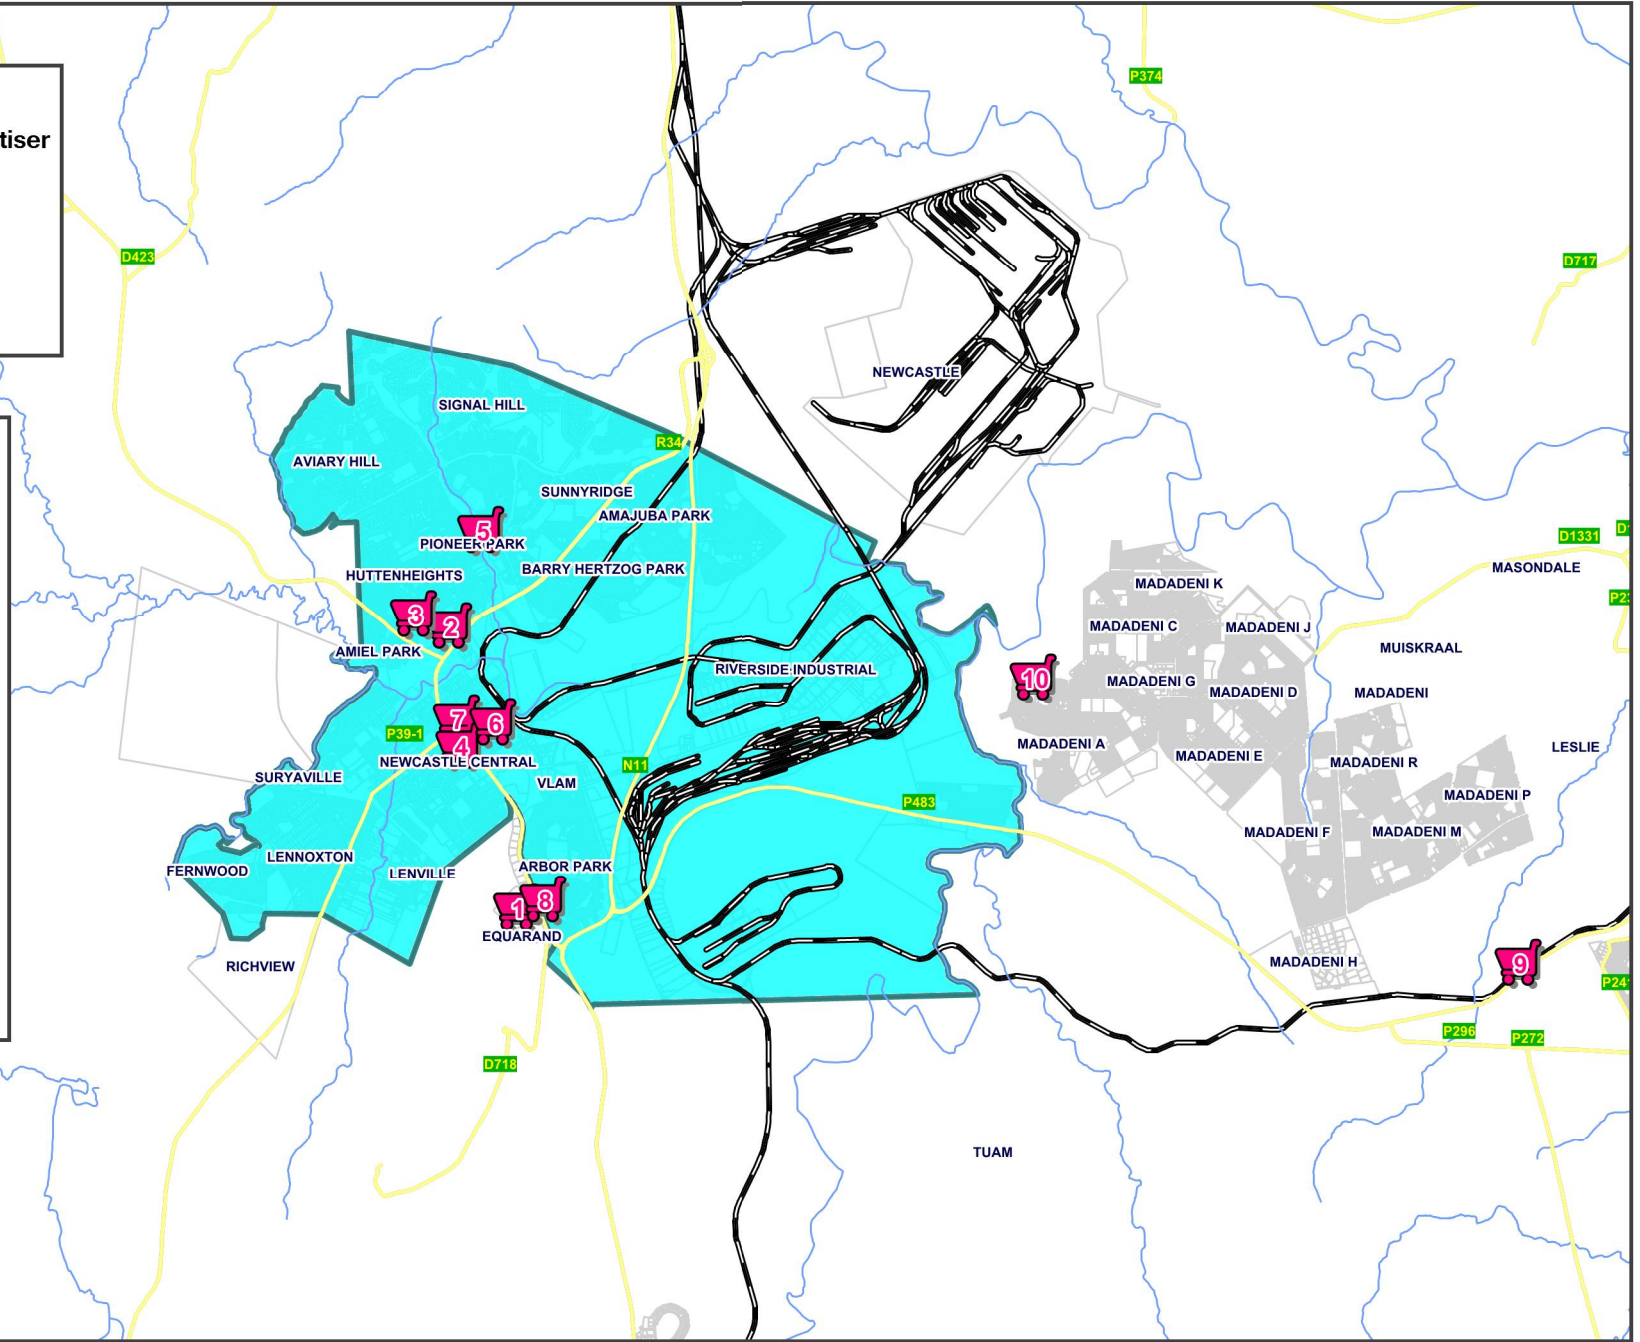 tiser
P374
D423
D717
NEWCASTLE
SIGNAL HILL
R34
AVIARY HILL
SUNNYRIDGE
AMAJUBA PARK
5
PIONEER PARK
D1331
MASONDALE
BARRY HERTZOG PARK
HUTTENHEIGHTS
MADADENI K
3
2
MADADENI C
MADADENI J
AMIEL PARK
MUISKRAAL
RIVERSIDE INDUSTRIAL
10
MADADENI G
MADADENI D
MADADENI
7
6
P39-1
4
MADADENI A
MADADENI E
LESLIE
NEWCASTLE CENTRAL
N11
MADADENI R
SURYAVILLE
VLAM
P483
MADADENI P
MADADENI F
MADADENI M
LENNOXTON
FERNWOOD
LENVILLE
ARBOR PARK
1
8
EQUARAND
RICHVIEW
MADADENI H
9
P296
P272
D718
TUAM